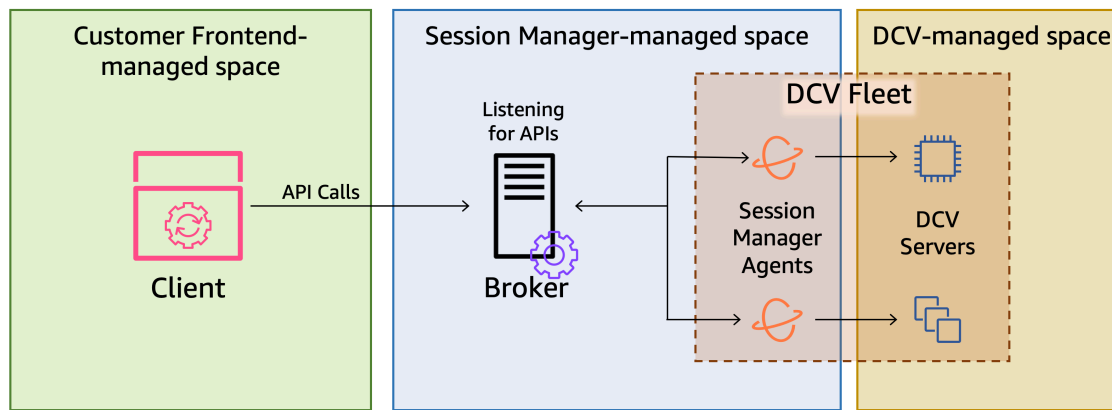 Customer Frontend-
managed space
Session Manager-managed space
DCV-managed space
DCV Fleet
Listening
for APIs
API Calls
Session
Manager
Agents
DCV
Servers
Client
Broker